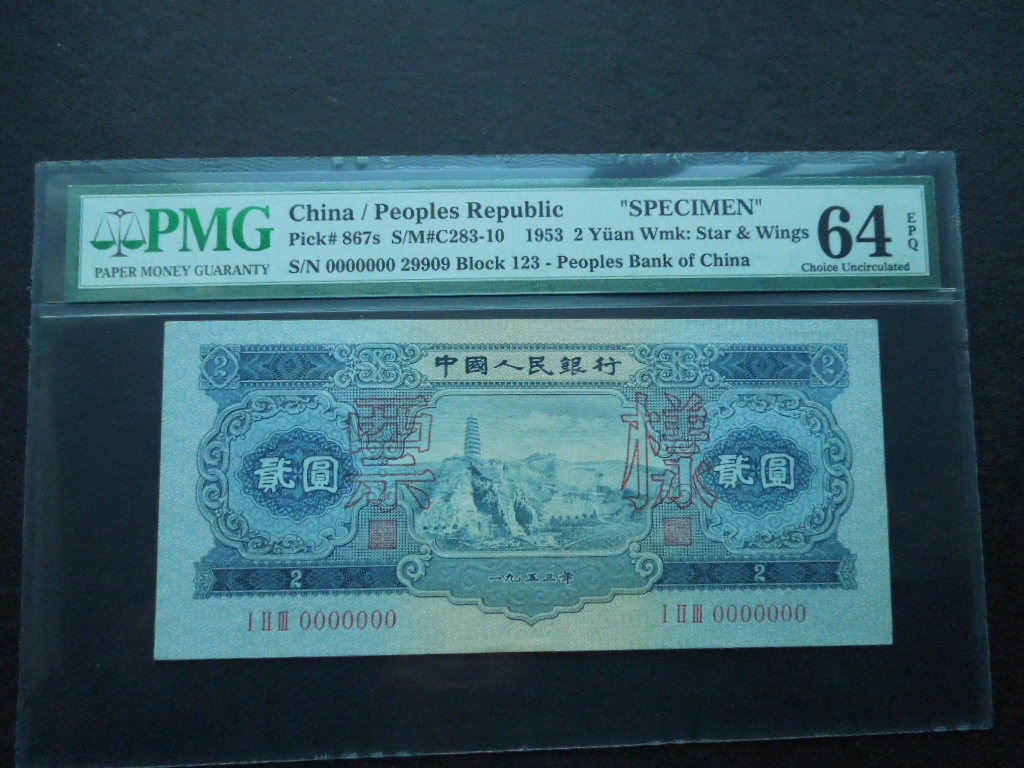 PMG
PAPER MONEY GUARANTY
China / Peoples Republic "SPECIMEN"
Pick# 867s S/M#C283-10 1953 2 Yüan Wmk: Star & Wings
S/N 0000000 29909 Block 123 - Peoples Bank of China
64
EPQ
Choice Uncirculated
2 中國人民銀行 2
票 樣
貳圓 貳圓
一九五三年
2 2
I II III 0000000 I II III 0000000